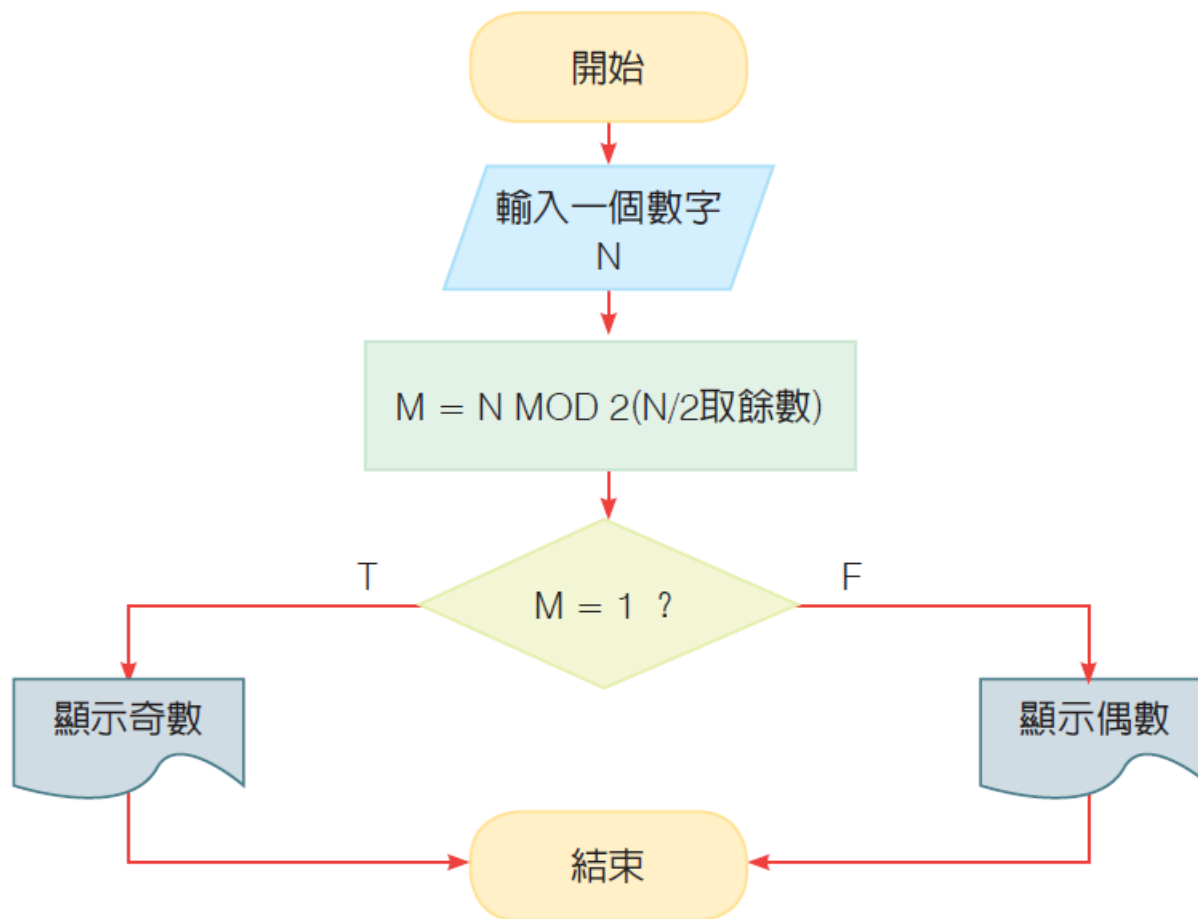 開始
輸入一個數字
N
M = N MOD 2(N/2取餘數)
T
M = 1 ?
F
顯示奇數
顯示偶數
結束